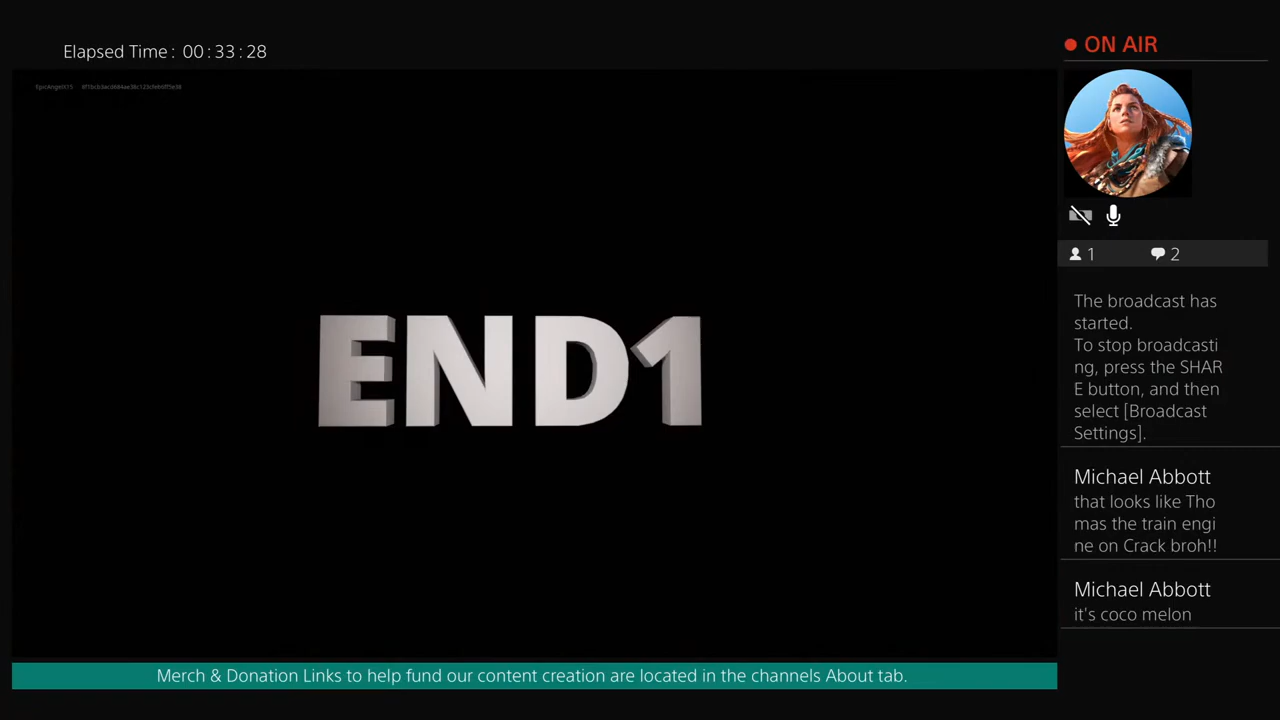 Elapsed Time: 00:33:28
ON AIR
EpicAngelX15
1
2
The broadcast has
started.
To stop broadcasti
ng, press the SHAR
E button, and then
select [Broadcast
Settings].
END1
Michael Abbott
that looks like Tho
mas the train engi
ne on Crack broh!!
Michael Abbott
it's coco melon
Merch & Donation Links to help fund our content creation are located in the channels About tab.